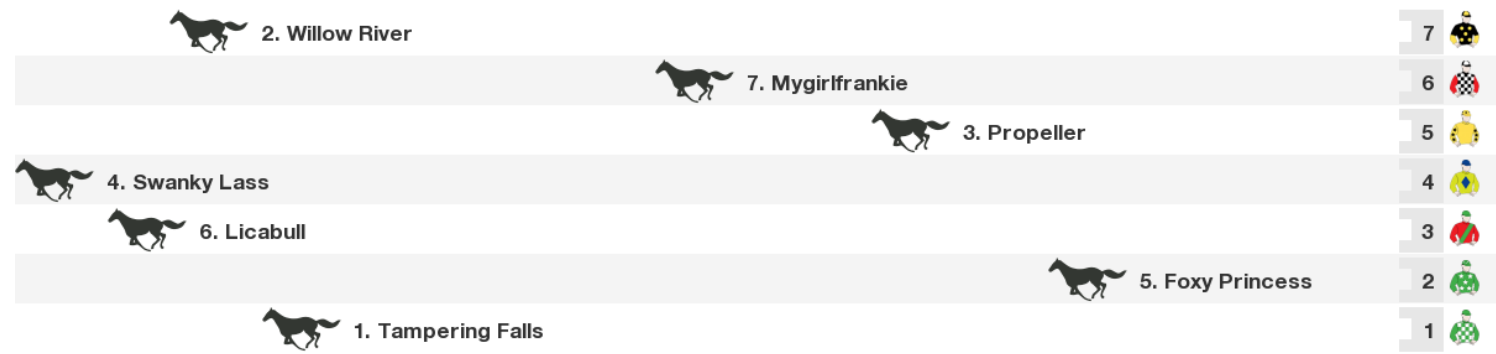 2. Willow River 7
7. Mygirlfrankie 6
3. Propeller 5
4. Swanky Lass 4
6. Licabull 3
5. Foxy Princess 2
1. Tampering Falls 1